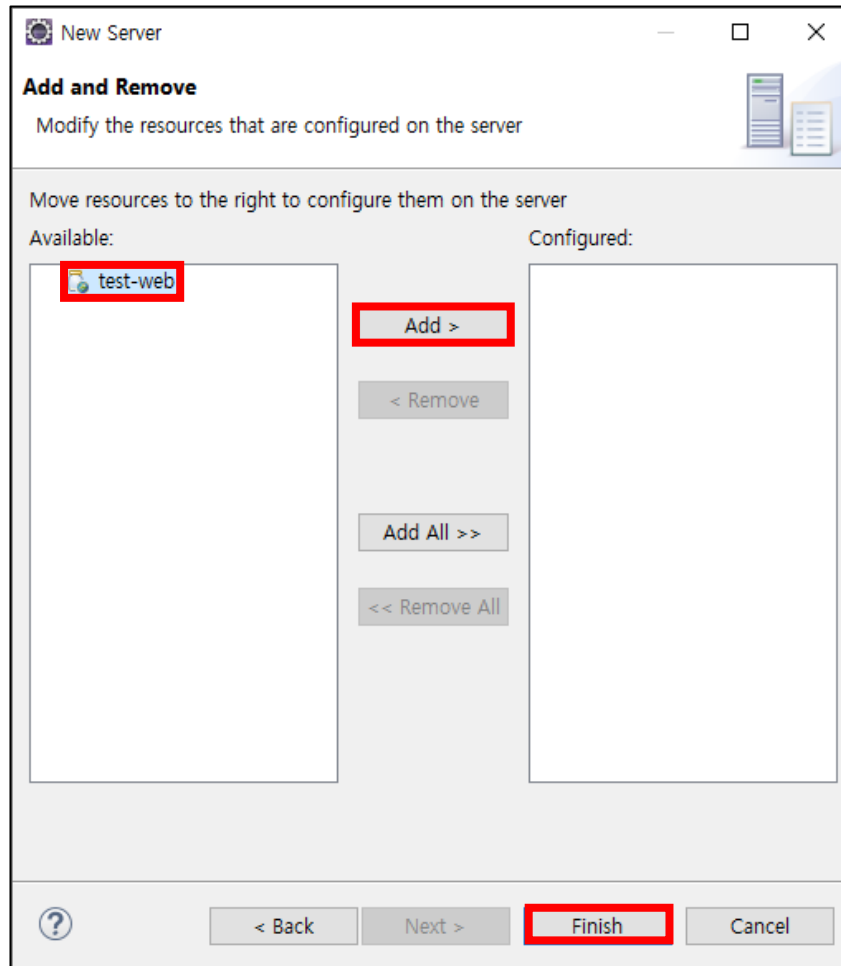 New Server
Add and Remove
Modify the resources that are configured on the server
Move resources to the right to configure them on the server
Available:
Configured:
test-web
Add >
< Remove
Add All >>
<< Remove All
?
< Back
Next >
Finish
Cancel